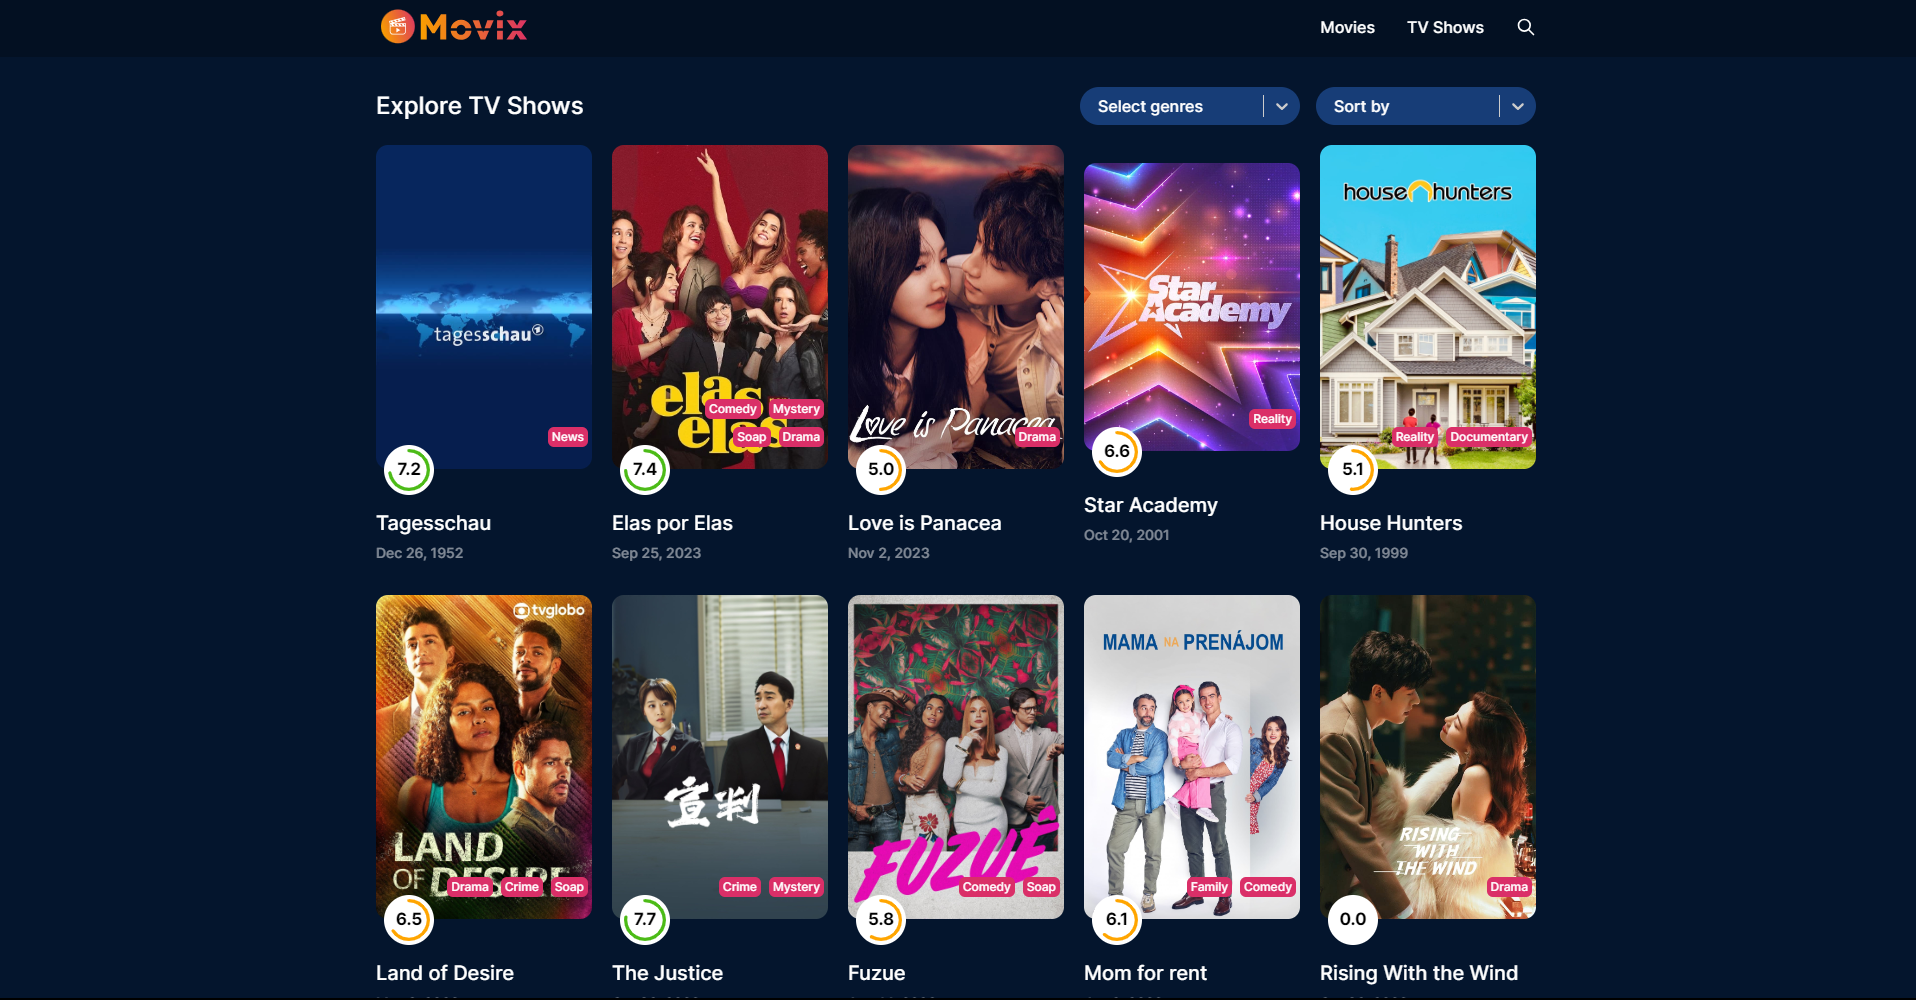 Movix
Movies
TV Shows
Explore TV Shows
Select genres
Sort by
tagesschau
News
7.2
Tagesschau
Dec 26, 1952
elas
elas
Comedy
Mystery
Soap
Drama
7.4
Elas por Elas
Sep 25, 2023
Love is Panacea
Drama
5.0
Love is Panacea
Nov 2, 2023
Star
Academy
Reality
6.6
Star Academy
Oct 20, 2001
house hunters
Reality
Documentary
5.1
House Hunters
Sep 30, 1999
tvglobo
LAND
OF DESIRE
Drama
Crime
Soap
6.5
Land of Desire
宣判
Crime
Mystery
7.7
The Justice
FUZUÊ
Comedy
Soap
5.8
Fuzue
MAMA NA PRENÁJOM
Family
Comedy
6.1
Mom for rent
RISING
WITH
THE WIND
Drama
0.0
Rising With the Wind